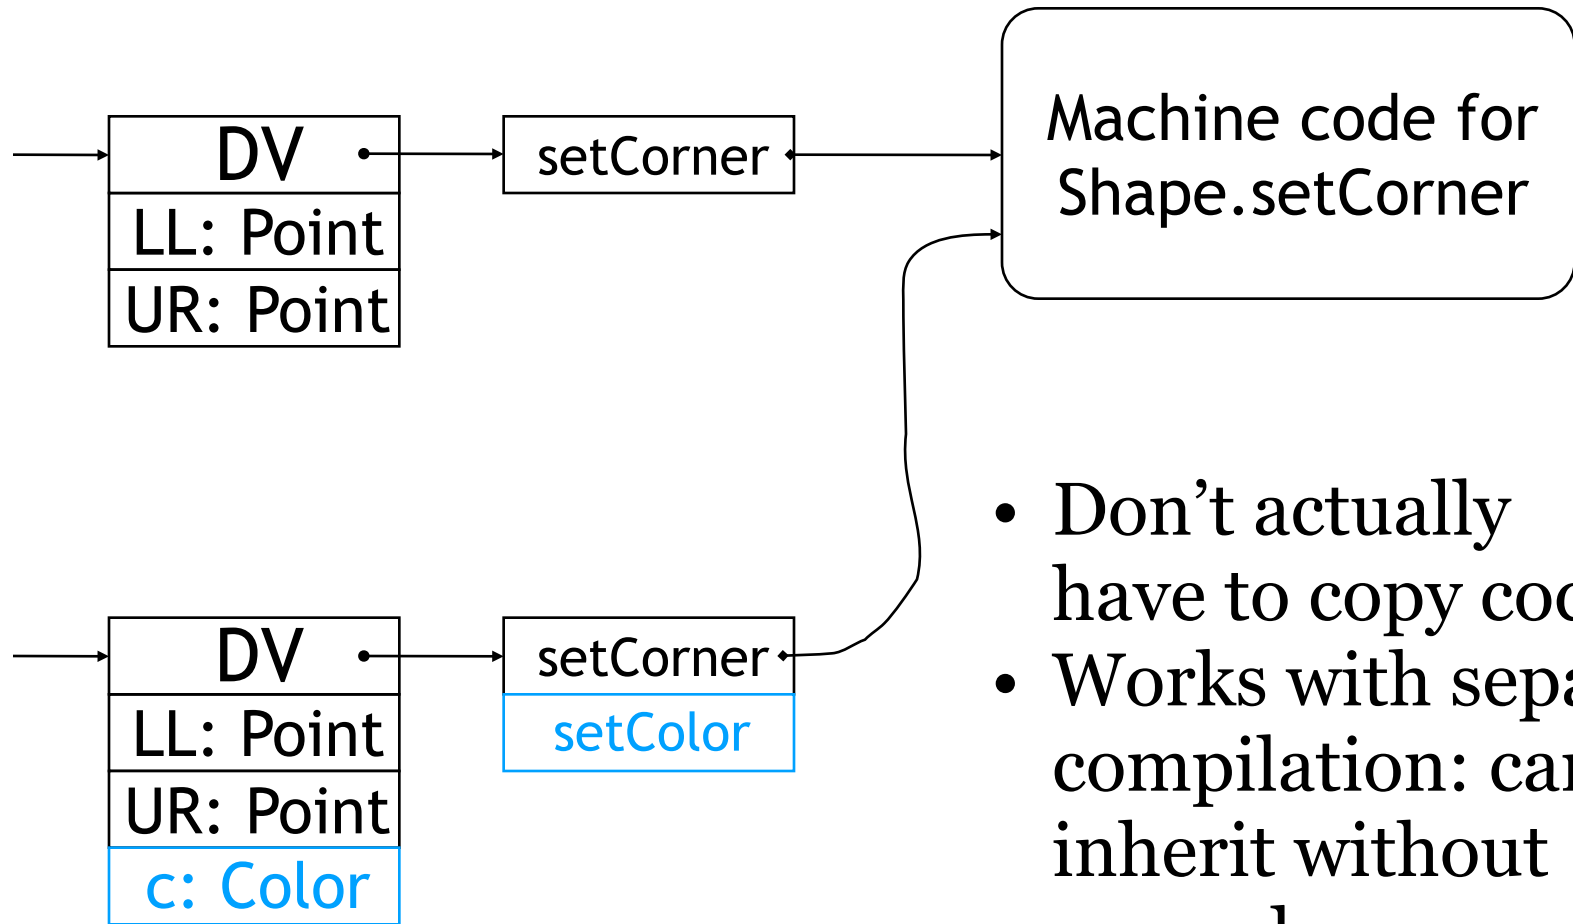 DV
LL: Point
UR: Point
setCorner
Machine code for
Shape.setCorner
DV
LL: Point
UR: Point
c: Color
setCorner
setColor
• Don’t actually
have to copy
• Works with
compilation:
inherit without